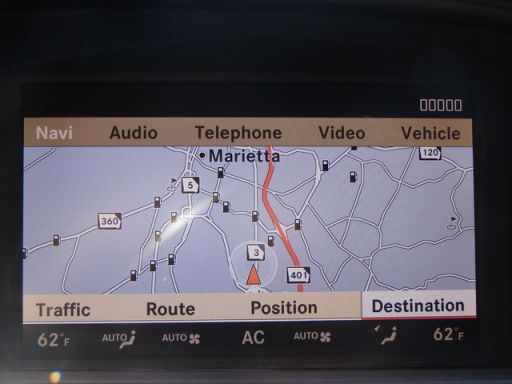 Navi Audio Telephone Video Vehicle
Marietta
120
5
360
3
401
Traffic Route Position Destination
62°F AUTO AUTO AC AUTO 62°F